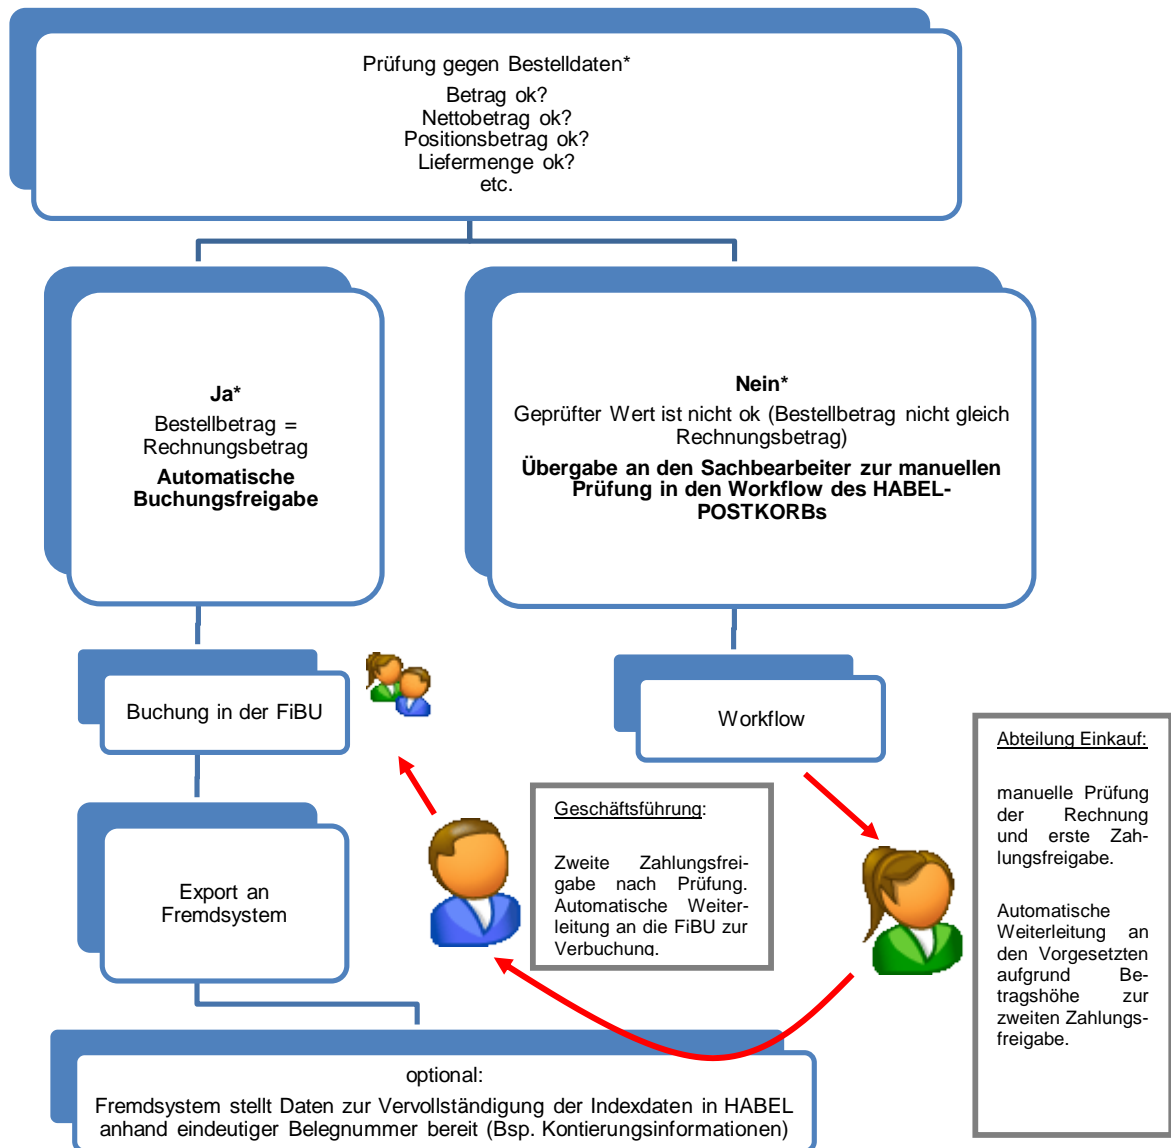 Prüfung gegen Bestelldaten*
Betrag ok?
Nettobetrag ok?
Positionsbetrag ok?
Liefermenge ok?
etc.
Ja*
Bestellbetrag =
Rechnungsbetrag
Automatische
Buchungsfreigabe
Nein*
Geprüfter Wert ist nicht ok (Bestellbetrag nicht gleich
Rechnungsbetrag)
Übergabe an den Sachbearbeiter zur manuellen
Prüfung in den Workflow des HABEL-
POSTKORBs
Buchung in der FiBU
Workflow
Abteilung Einkauf:
manuelle Prüfung
der Rechnung
und erste Zah-
lungsfreigabe.
Automatische
Weiterleitung an
den Vorgesetzten
aufgrund Be-
tragshöhe zur
zweiten Zahlungs-
freigabe.
Geschäftsführung:
Zweite Zahlungsfrei-
gabe nach Prüfung.
Automatische Weiter-
leitung an die FiBU zur
Verbuchung.
Export an
Fremdsystem
optional:
Fremdsystem stellt Daten zur Vervollständigung der Indexdaten in HABEL
anhand eindeutiger Belegnummer bereit (Bsp. Kontierungsinformationen)